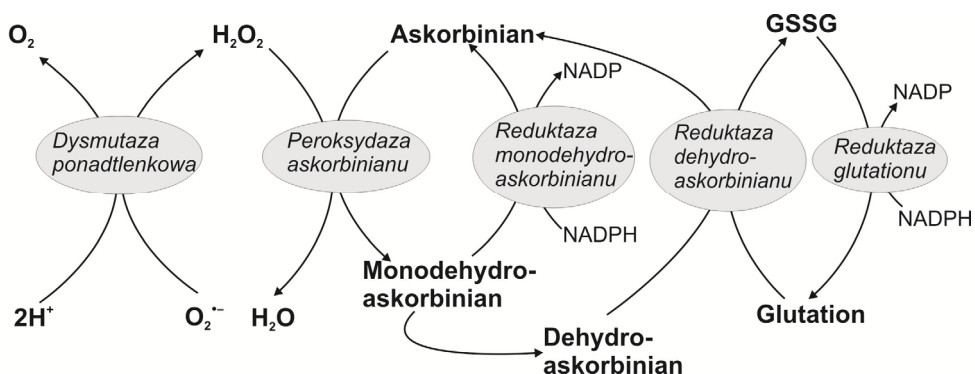 O₂
H₂O₂
Askorbinian
GSSG
NADP
NADP
Dysmutaza
ponadtlenkowa
Peroksydaza
askorbinianu
Reduktaza
monodehydro-
askorbinianu
Reduktaza
dehydro-
askorbinianu
Reduktaza
glutationu
NADPH
NADPH
Monodehydro-
askorbinian
2H⁺
O₂•⁻
H₂O
Glutation
Dehydro-
askorbinian